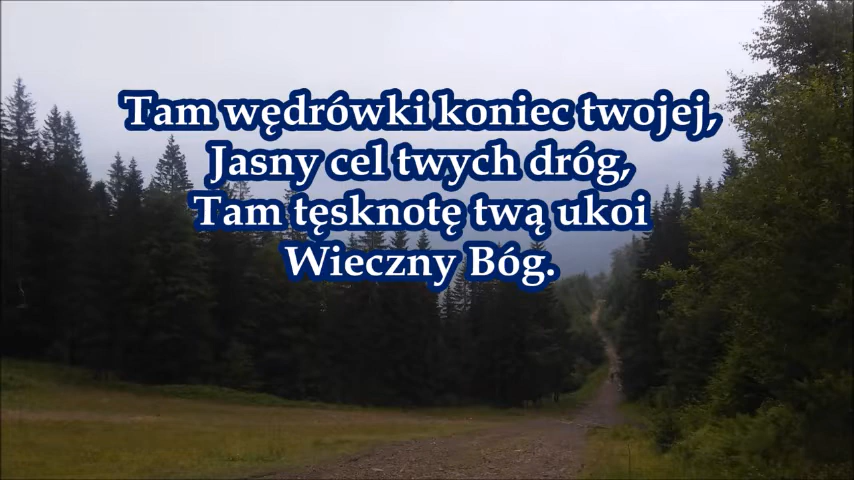 Tam wędrówki koniec twojej,
Jasny cel twych dróg,
Tam tęsknotę twą ukoi
Wieczny Bóg.